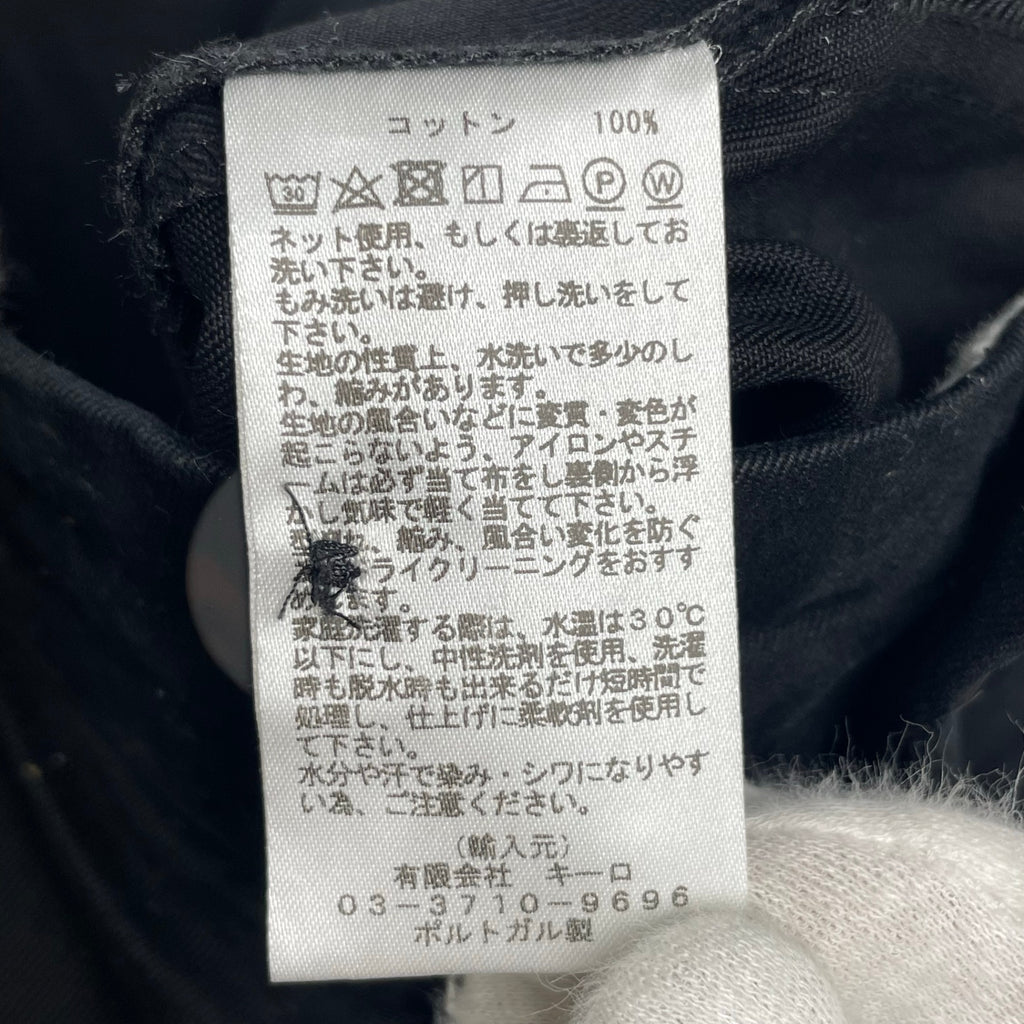 コットン 100%
30 P W
ネット使用、もしくは裏返してお
洗い下さい。
もみ洗いは避け、押し洗いをして
下さい。
生地の性質上、水洗いで多少のし
わ、縮みがあります。
生地の風合いなどに変質・変色が
起こらないよう、アイロンやスチ
ームは必ず当て布をし裏側から浮
かし気味で軽く当てて下さい。
型崩れ、縮み、風合い変化を防ぐ
ライクリーニングをおすす
めします。
家庭洗濯する際は、水温は30℃
以下にし、中性洗剤を使用、洗濯
時も脱水時も出来るだけ短時間で
処理し、仕上げに柔軟剤を使用し
て下さい。
水分や汗で染み・シワになりやす
い為、ご注意ください。
(輸入元)
有限会社 キーロ
03-3710-9696
ポルトガル製